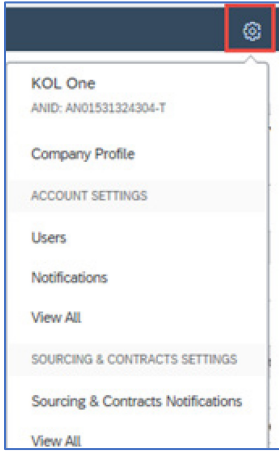 KOL One
ANID: AN01531324304-T
Company Profile
ACCOUNT SETTINGS
Users
Notifications
View All
SOURCING & CONTRACTS SETTINGS
Sourcing & Contracts Notifications
View All